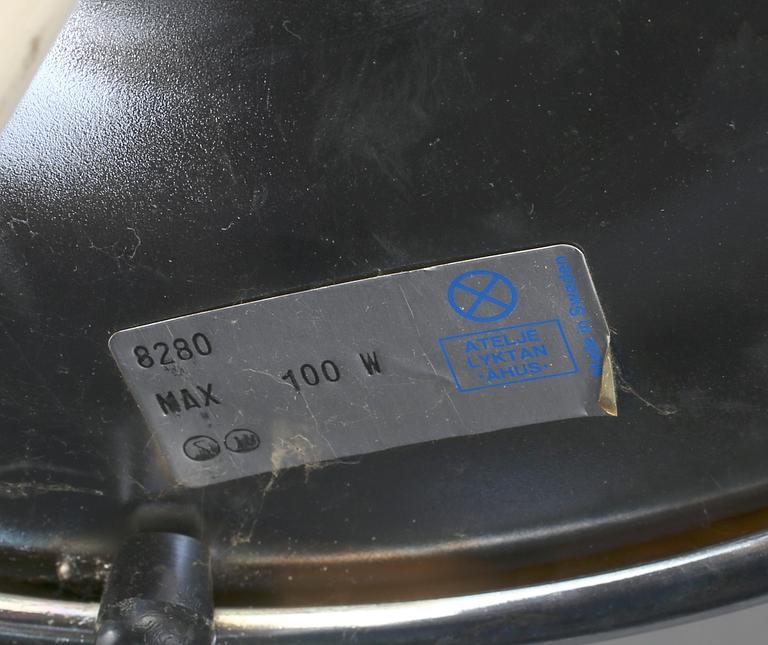 8280
MAX 100 W
ATELJE
LYKTAN
·ÅHUS·
Made in Sweden